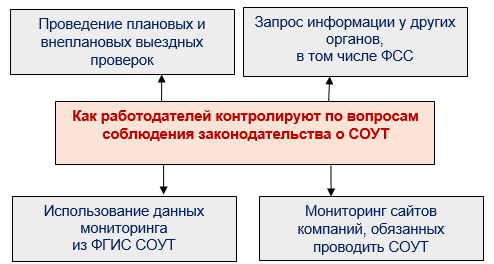 Проведение плановых и
внеплановых выездных
проверок
Запрос информации у других
органов,
в том числе ФСС
Как работодателей контролируют по вопросам
соблюдения законодательства о СОУТ
Использование данных
мониторинга
из ФГИС СОУТ
Мониторинг сайтов
компаний, обязанных
проводить СОУТ